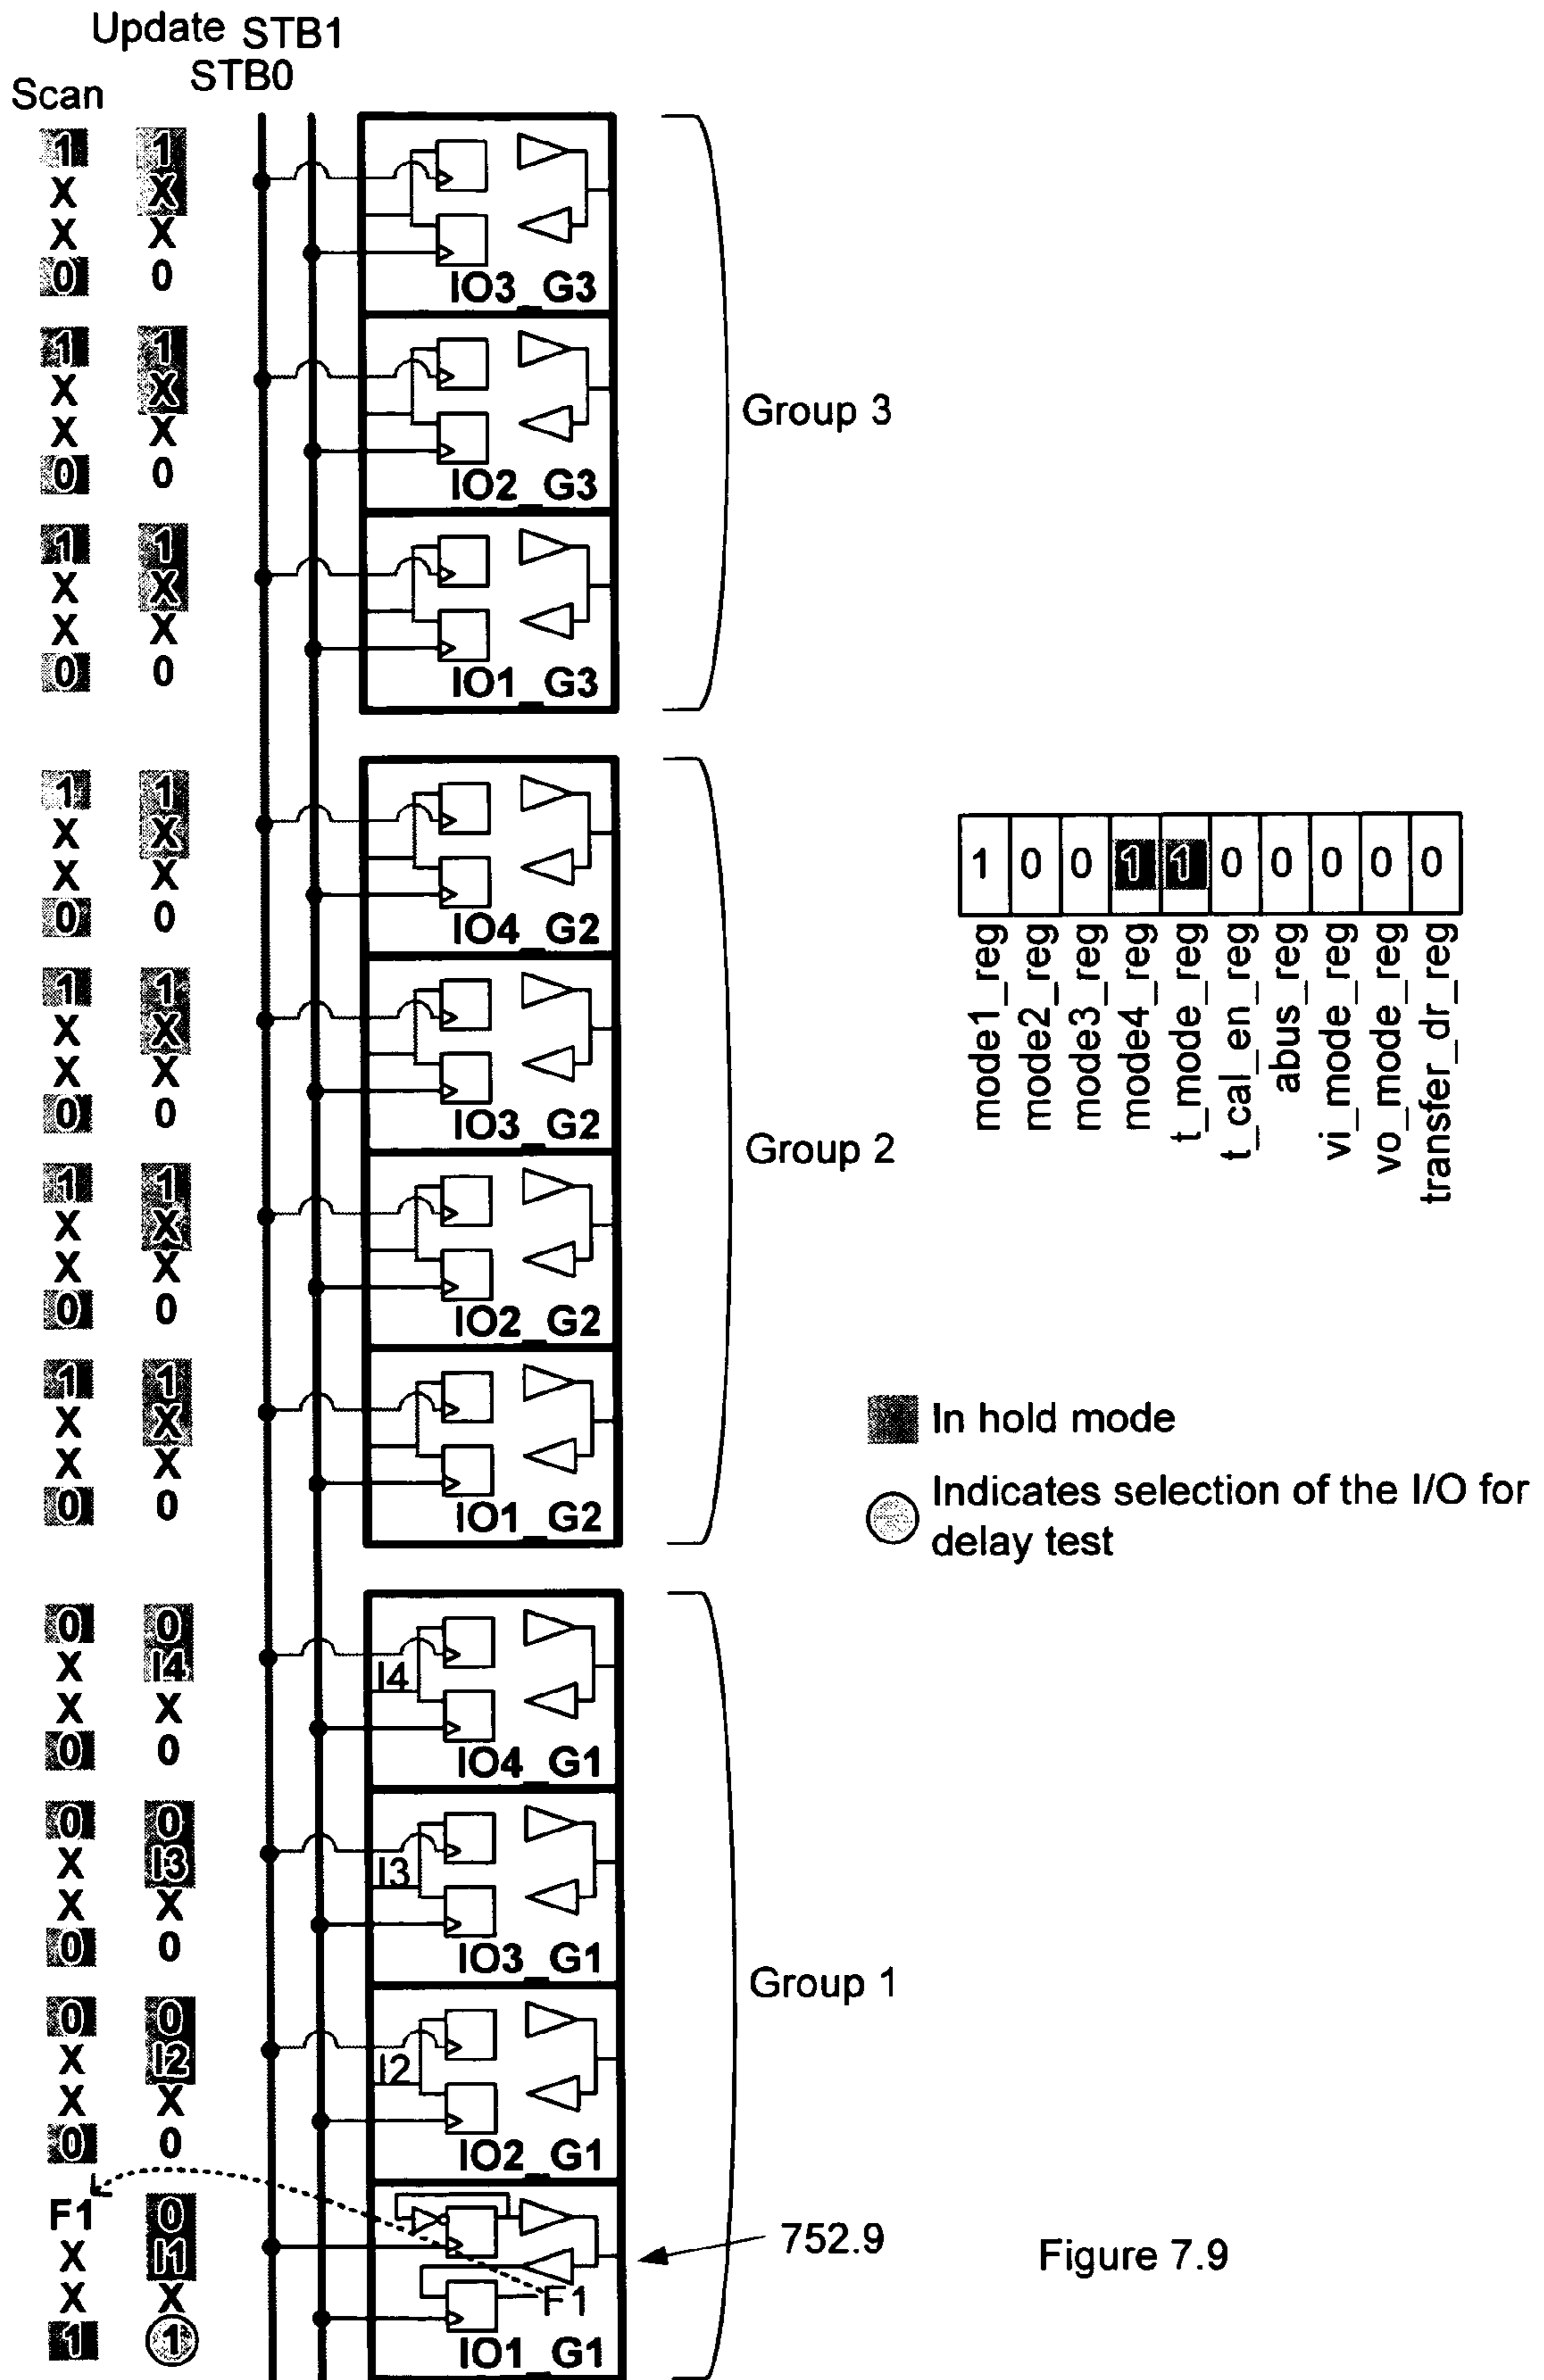 Update STB1
STB0
Scan
1 1
X X
X X
0 0
IO3_G3
1 1
X X
X X
0 0
IO2_G3
1 1
X X
X X
0 0
IO1_G3
Group 3
1 1
X X
X X
0 0
IO4_G2
1 1
X X
X X
0 0
IO3_G2
1 1
X X
X X
0 0
IO2_G2
1 1
X X
X X
0 0
IO1_G2
Group 2
1 0 0 1 1 0 0 0 0 0
mode1_reg
mode2_reg
mode3_reg
mode4_reg
t_mode_reg
t_cal_en_reg
abus_reg
vi_mode_reg
vo_mode_reg
transfer_dr_reg
In hold mode
Indicates selection of the I/O for
delay test
0 0
X I4 I4
X X
0 0
IO4_G1
0 0
X I3 I3
X X
0 0
IO3_G1
0 0
X I2 I2
X X
0 0
IO2_G1
F1 0
X I1
X X F1
1 1
IO1_G1
Group 1
752.9
Figure 7.9